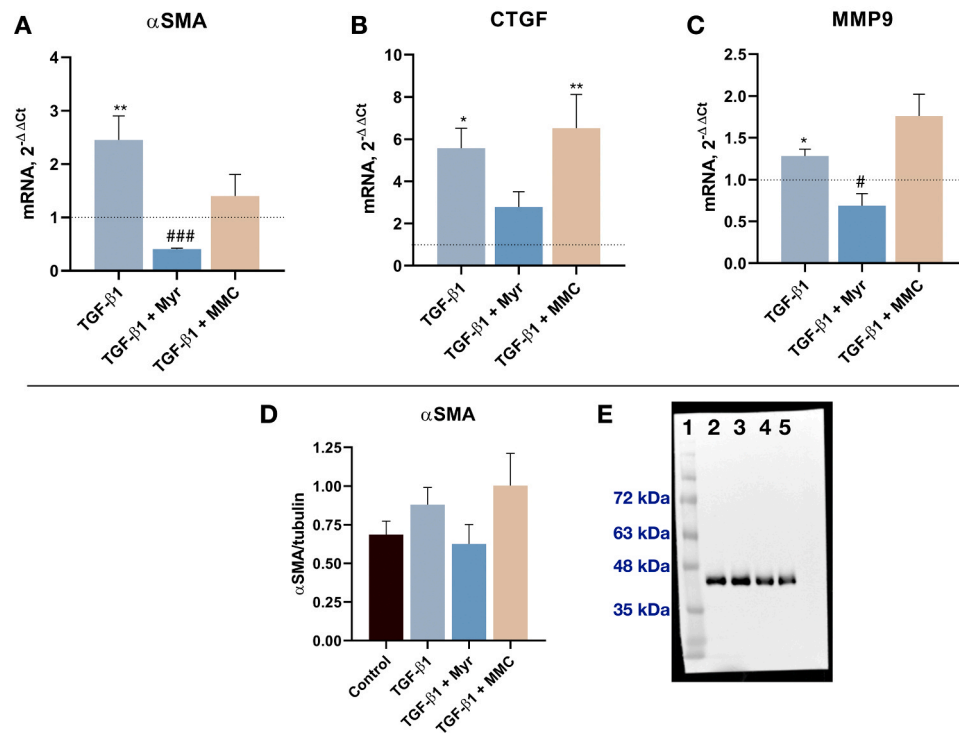 A
αSMA
mRNA, 2^-ΔΔCt
4
3
2
1
0
**
###
TGF-β1
TGF-β1 + Myr
TGF-β1 + MMC
B
CTGF
mRNA, 2^-ΔΔCt
10
8
6
4
2
0
*
**
TGF-β1
TGF-β1 + Myr
TGF-β1 + MMC
C
MMP9
mRNA, 2^-ΔΔCt
2.5
2.0
1.5
1.0
0.5
0.0
*
#
TGF-β1
TGF-β1 + Myr
TGF-β1 + MMC
D
αSMA
αSMA/tubulin
1.25
1.00
0.75
0.50
0.25
0.00
Control
TGF-β1
TGF-β1 + Myr
TGF-β1 + MMC
E
1 2 3 4 5
72 kDa
63 kDa
48 kDa
35 kDa